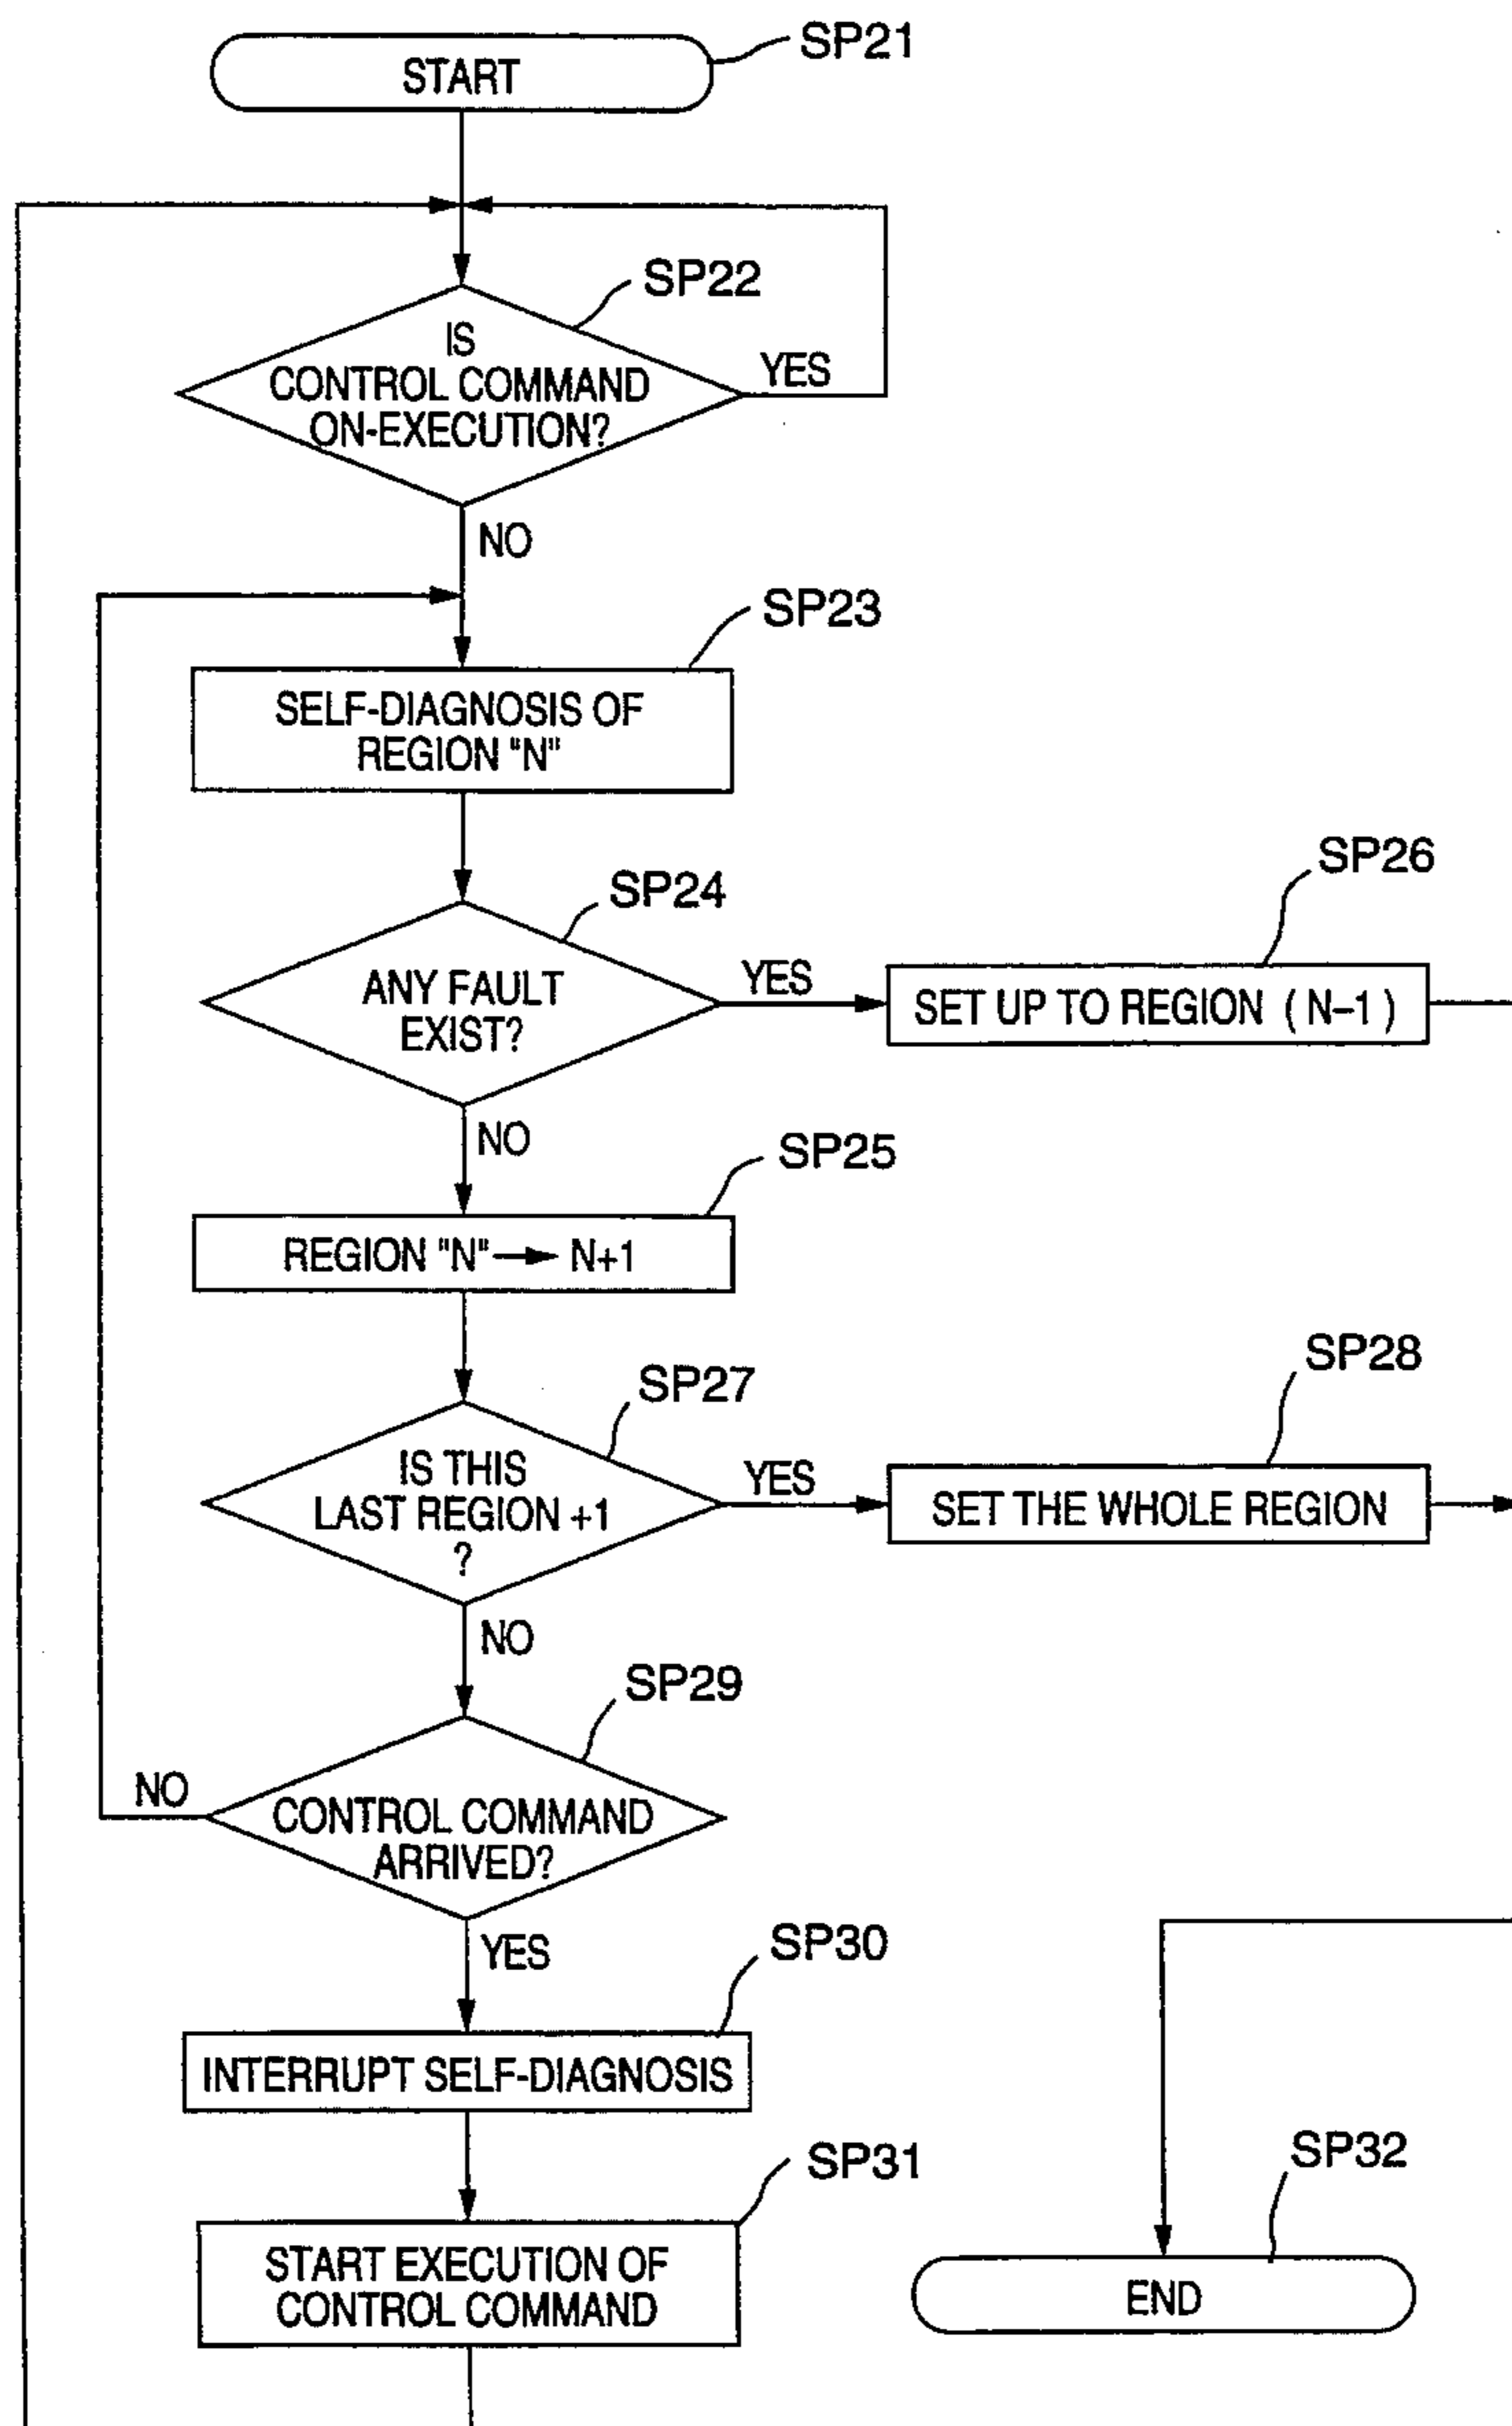 START
SP21
SP22
IS
CONTROL COMMAND
ON-EXECUTION?
YES
NO
SP23
SELF-DIAGNOSIS OF
REGION "N"
SP24
ANY FAULT
EXIST?
YES
SP26
SET UP TO REGION ( N–1 )
NO
SP25
REGION "N" → N+1
SP27
IS THIS
LAST REGION +1
?
YES
SP28
SET THE WHOLE REGION
NO
SP29
CONTROL COMMAND
ARRIVED?
NO
YES
SP30
INTERRUPT SELF-DIAGNOSIS
SP31
START EXECUTION OF
CONTROL COMMAND
SP32
END